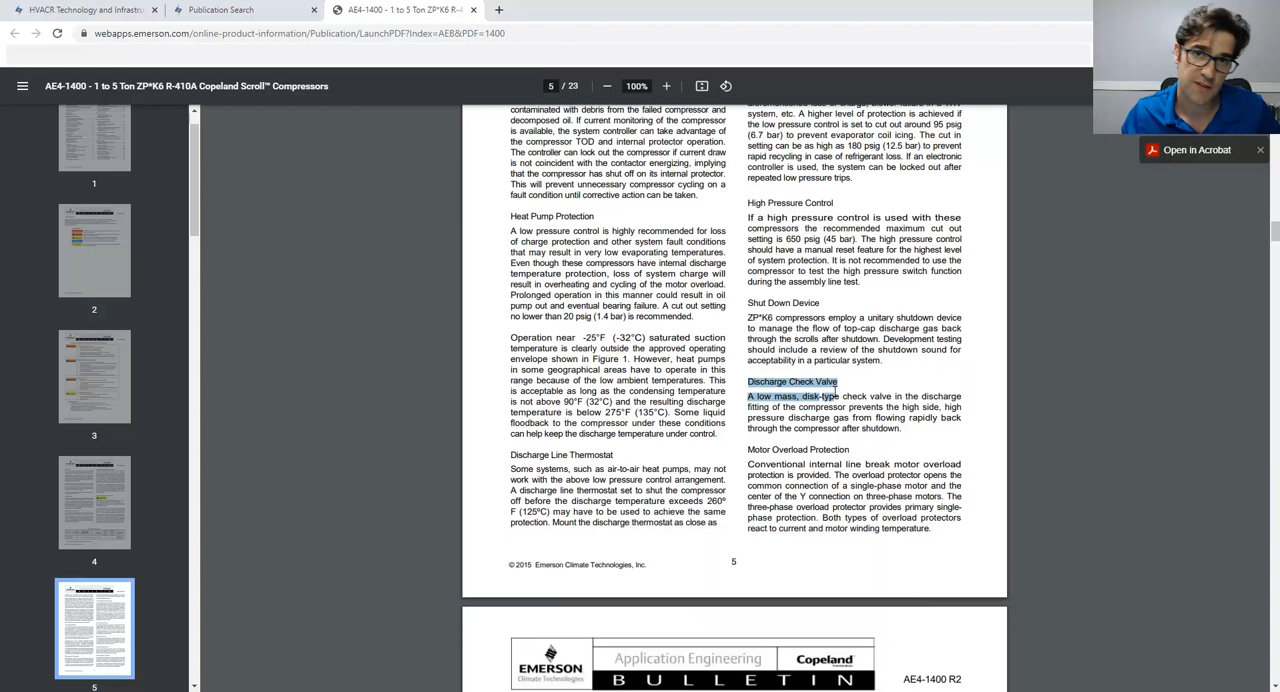 HVACR Technology and Infrastru
Publication Search
AE4-1400 - 1 to 5 Ton ZP*K6 R-4
webapps.emerson.com/online-product-information/Publication/LaunchPDF?Index=AEB&PDF=1400
AE4-1400 - 1 to 5 Ton ZP*K6 R-410A Copeland Scroll™ Compressors
5 / 23
100%
Open in Acrobat
1
2
3
4
5
contaminated with debris from the failed compressor and
decomposed oil. If current monitoring of the compressor
is available, the system controller can take advantage of
the compressor TOD and internal protector operation.
The controller can lock out the compressor if current draw
is not coincident with the contactor energizing, implying
that the compressor has shut off on its internal protector.
This will prevent unnecessary compressor cycling on a
fault condition until corrective action can be taken.
Heat Pump Protection
A low pressure control is highly recommended for loss
of charge protection and other system fault conditions
that may result in very low evaporating temperatures.
Even though these compressors have internal discharge
temperature protection, loss of system charge will
result in overheating and cycling of the motor overload.
Prolonged operation in this manner could result in oil
pump out and eventual bearing failure. A cut out setting
no lower than 20 psig (1.4 bar) is recommended.
Operation near -25°F (-32°C) saturated suction
temperature is clearly outside the approved operating
envelope shown in Figure 1. However, heat pumps
in some geographical areas have to operate in this
range because of the low ambient temperatures. This
is acceptable as long as the condensing temperature
is not above 90°F (32°C) and the resulting discharge
temperature is below 275°F (135°C). Some liquid
floodback to the compressor under these conditions
can help keep the discharge temperature under control.
Discharge Line Thermostat
Some systems, such as air-to-air heat pumps, may not
work with the above low pressure control arrangement.
A discharge line thermostat set to shut the compressor
off before the discharge temperature exceeds 260º
F (125ºC) may have to be used to achieve the same
protection. Mount the discharge thermostat as close as
system, etc. A higher level of protection is achieved if
the low pressure control is set to cut out around 95 psig
(6.7 bar) to prevent evaporator coil icing. The cut in
setting can be as high as 180 psig (12.5 bar) to prevent
rapid recycling in case of refrigerant loss. If an electronic
controller is used, the system can be locked out after
repeated low pressure trips.
High Pressure Control
If a high pressure control is used with these
compressors the recommended maximum cut out
setting is 650 psig (45 bar). The high pressure control
should have a manual reset feature for the highest level
of system protection. It is not recommended to use the
compressor to test the high pressure switch function
during the assembly line test.
Shut Down Device
ZP*K6 compressors employ a unitary shutdown device
to manage the flow of top-cap discharge gas back
through the scrolls after shutdown. Development testing
should include a review of the shutdown sound for
acceptability in a particular system.
Discharge Check Valve
A low mass, disk-type check valve in the discharge
fitting of the compressor prevents the high side, high
pressure discharge gas from flowing rapidly back
through the compressor after shutdown.
Motor Overload Protection
Conventional internal line break motor overload
protection is provided. The overload protector opens the
common connection of a single-phase motor and the
center of the Y connection on three-phase motors. The
three-phase overload protector provides primary single-
phase protection. Both types of overload protectors
react to current and motor winding temperature.
© 2015 Emerson Climate Technologies, Inc.
5
EMERSON
Climate Technologies
Application Engineering
Copeland
BULLETIN
AE4-1400 R2